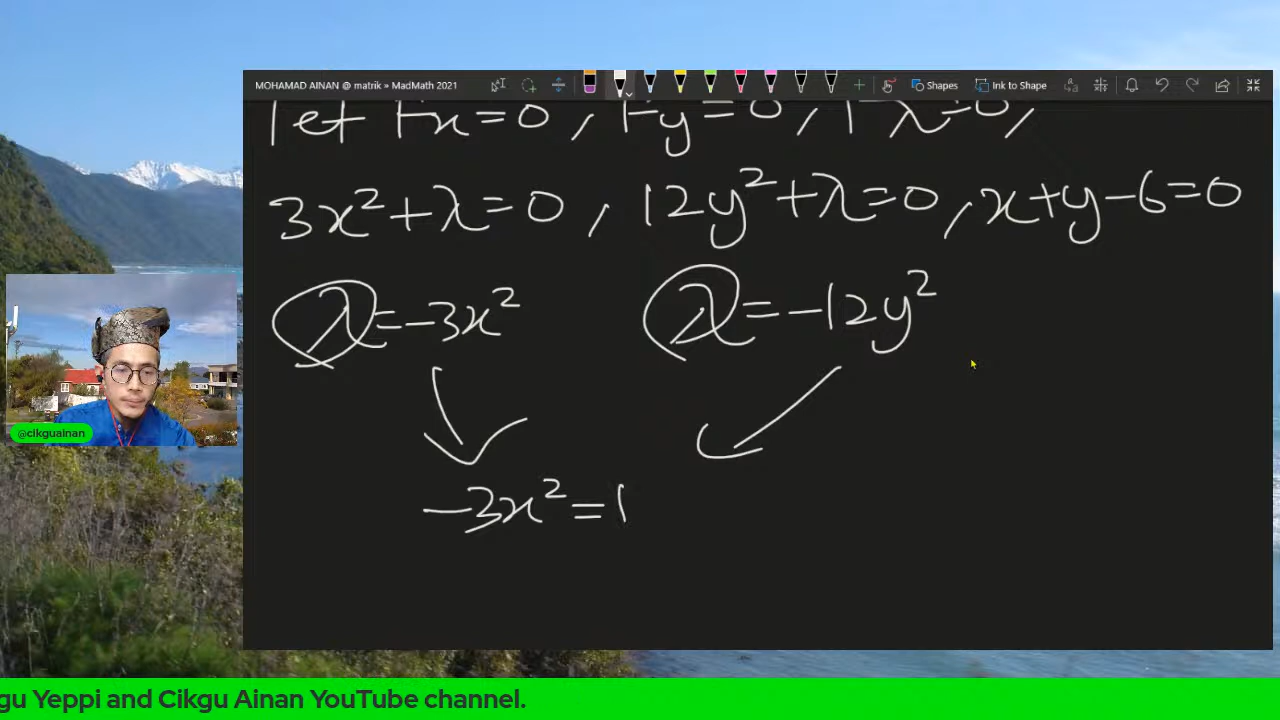 MOHAMAD AINAN @ matrik » MadMath 2021
Shapes
Ink to Shape
let Fx=0, Fy=0, Fλ=0,
3x²+λ=0, 12y²+λ=0, x+y-6=0
λ=-3x² λ=-12y²
-3x²=1
@cikguainan
gu Yeppi and Cikgu Ainan YouTube channel.